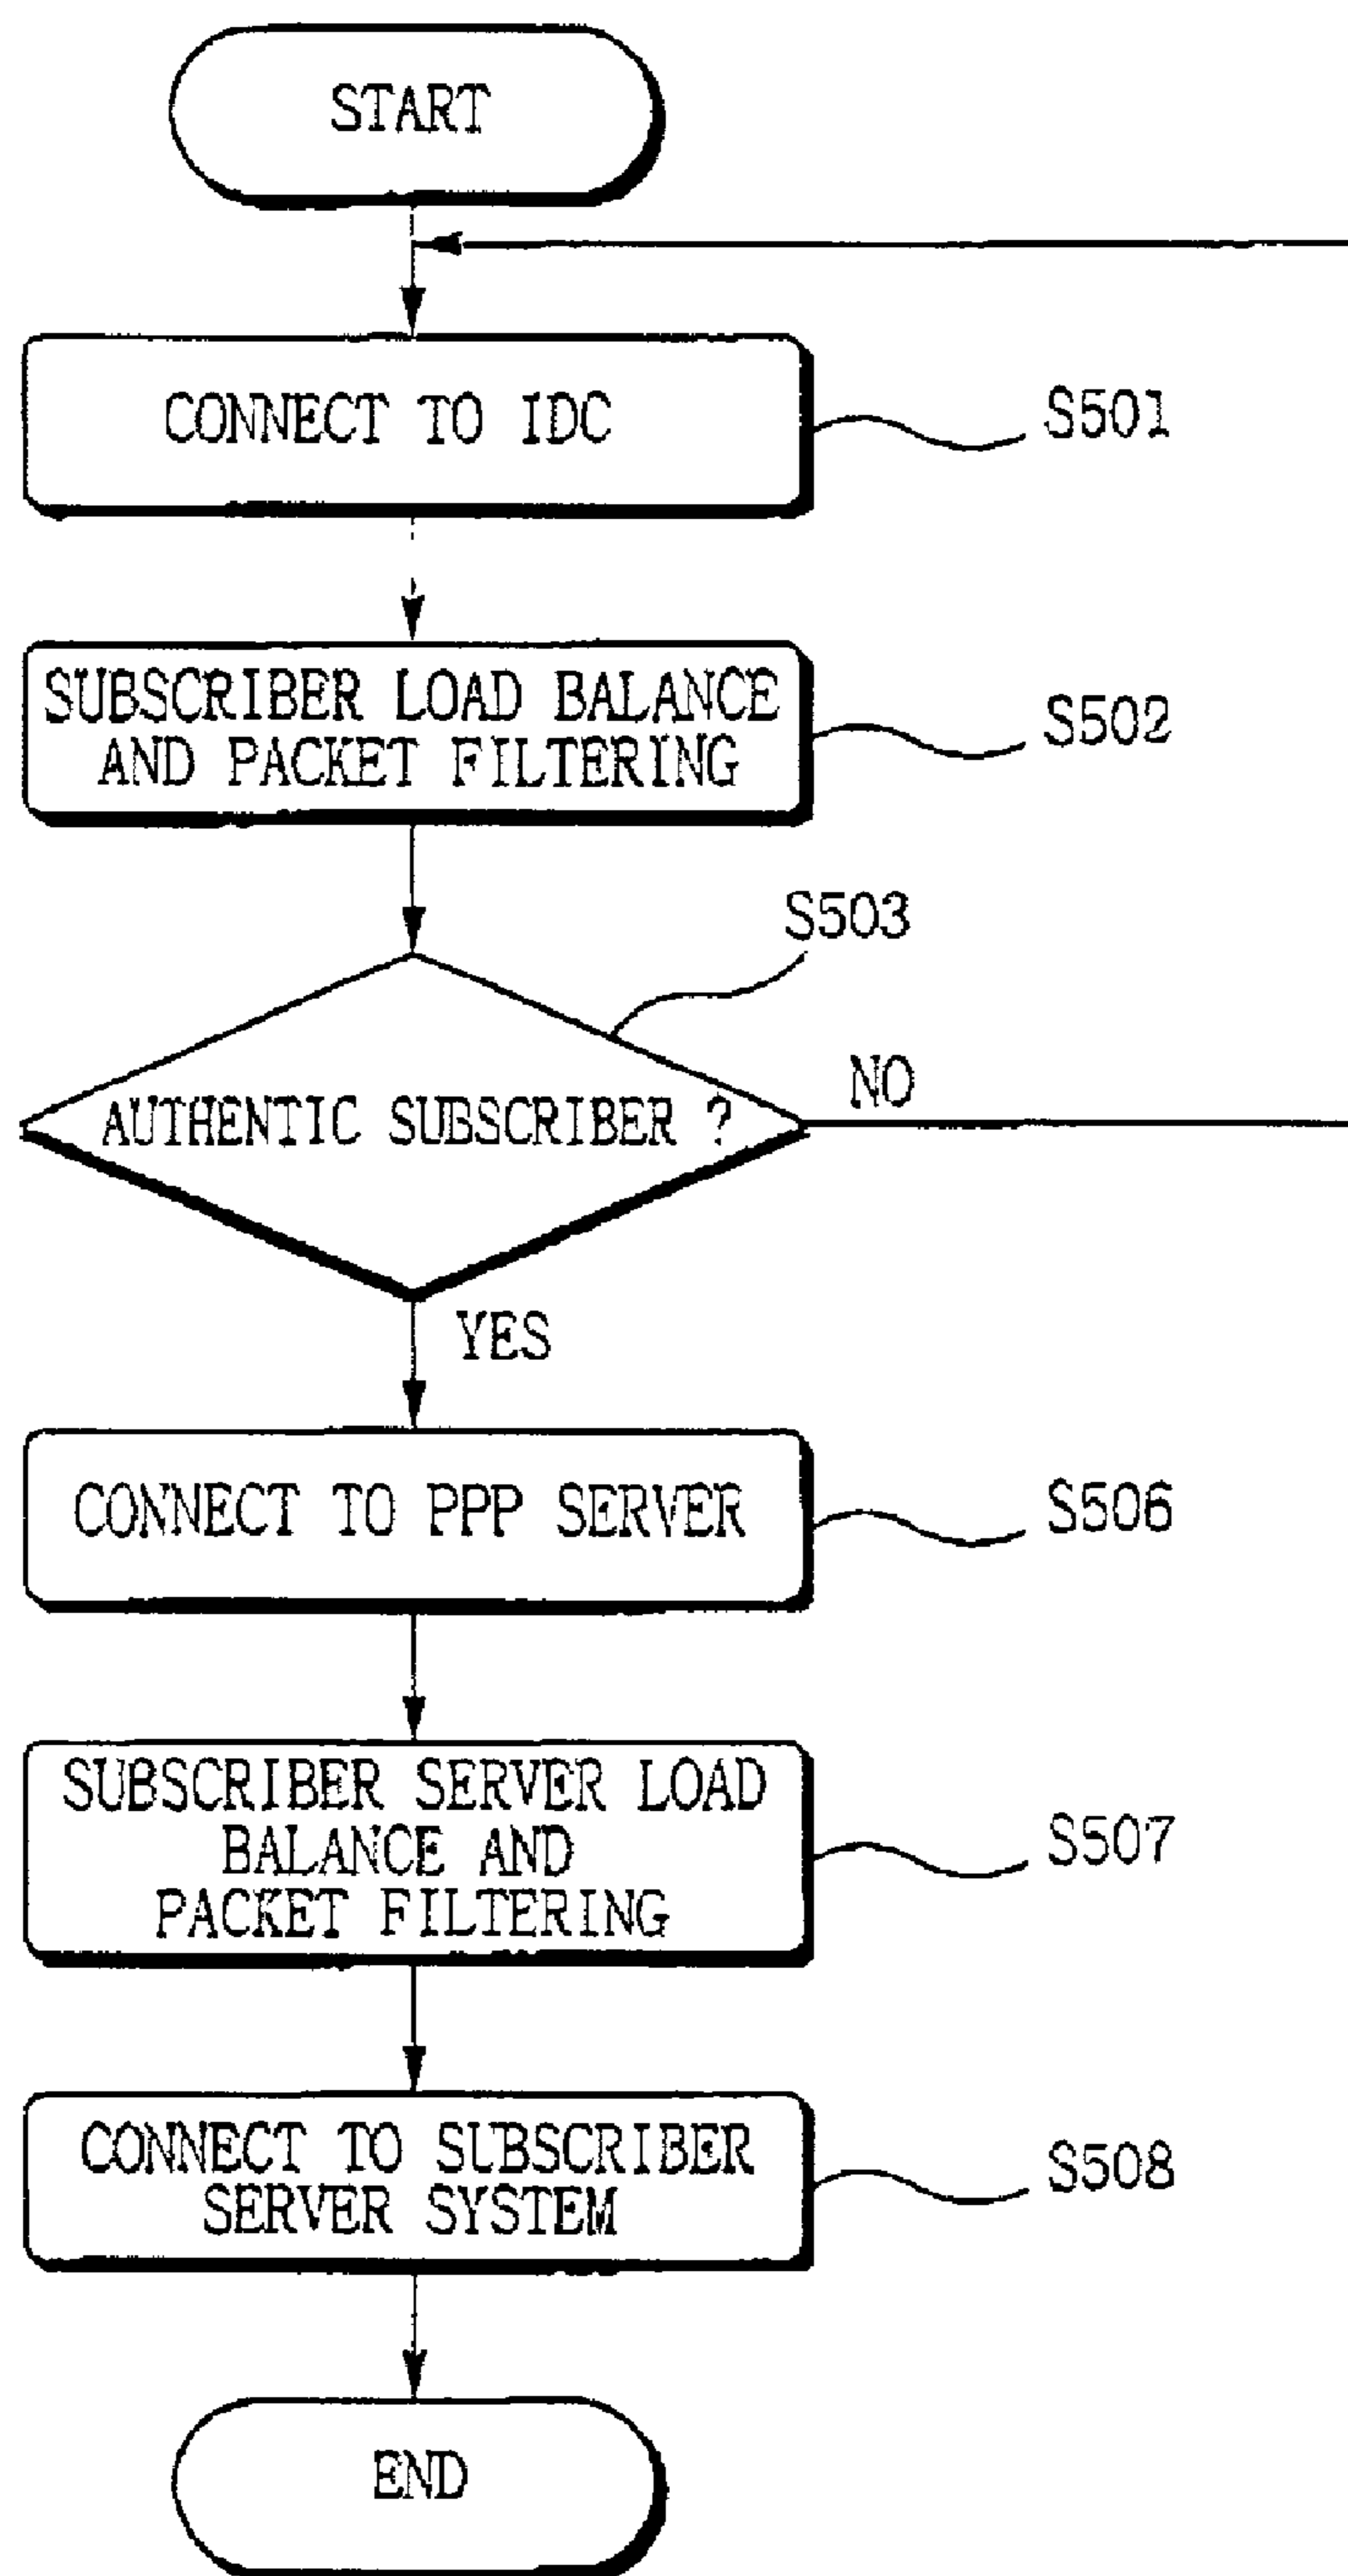 START
CONNECT TO IDC
S501
SUBSCRIBER LOAD BALANCE
AND PACKET FILTERING
S502
S503
AUTHENTIC SUBSCRIBER ?
NO
YES
CONNECT TO PPP SERVER
S506
SUBSCRIBER SERVER LOAD
BALANCE AND
PACKET FILTERING
S507
CONNECT TO SUBSCRIBER
SERVER SYSTEM
S508
END